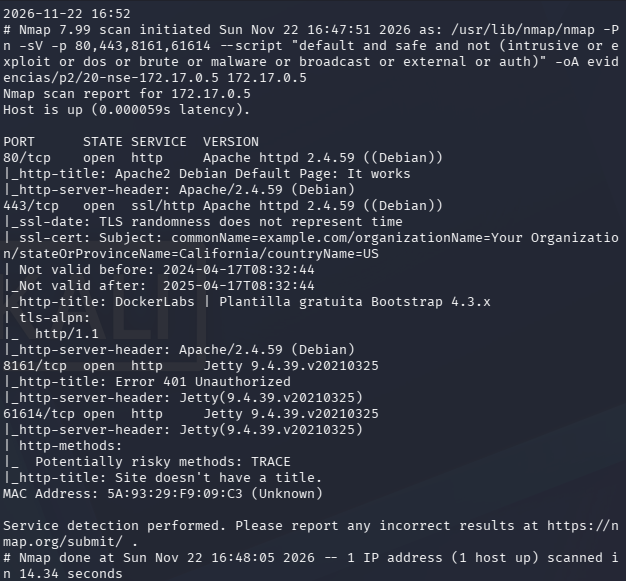 2026-11-22 16:52
# Nmap 7.99 scan initiated Sun Nov 22 16:47:51 2026 as: /usr/lib/nmap/nmap -P
n -sV -p 80,443,8161,61614 --script "default and safe and not (intrusive or e
xploit or dos or brute or malware or broadcast or external or auth)" -oA evid
encias/p2/20-nse-172.17.0.5 172.17.0.5
Nmap scan report for 172.17.0.5
Host is up (0.000059s latency).

PORT      STATE SERVICE  VERSION
80/tcp    open  http     Apache httpd 2.4.59 ((Debian))
|_http-title: Apache2 Debian Default Page: It works
|_http-server-header: Apache/2.4.59 (Debian)
443/tcp   open  ssl/http Apache httpd 2.4.59 ((Debian))
|_ssl-date: TLS randomness does not represent time
| ssl-cert: Subject: commonName=example.com/organizationName=Your Organizatio
n/stateOrProvinceName=California/countryName=US
| Not valid before: 2024-04-17T08:32:44
|_Not valid after:  2025-04-17T08:32:44
|_http-title: DockerLabs | Plantilla gratuita Bootstrap 4.3.x
| tls-alpn:
|_  http/1.1
|_http-server-header: Apache/2.4.59 (Debian)
8161/tcp  open  http     Jetty 9.4.39.v20210325
|_http-title: Error 401 Unauthorized
|_http-server-header: Jetty(9.4.39.v20210325)
61614/tcp open  http     Jetty 9.4.39.v20210325
|_http-server-header: Jetty(9.4.39.v20210325)
| http-methods:
|_  Potentially risky methods: TRACE
|_http-title: Site doesn't have a title.
MAC Address: 5A:93:29:F9:09:C3 (Unknown)

Service detection performed. Please report any incorrect results at https://n
map.org/submit/ .
# Nmap done at Sun Nov 22 16:48:05 2026 -- 1 IP address (1 host up) scanned i
n 14.34 seconds